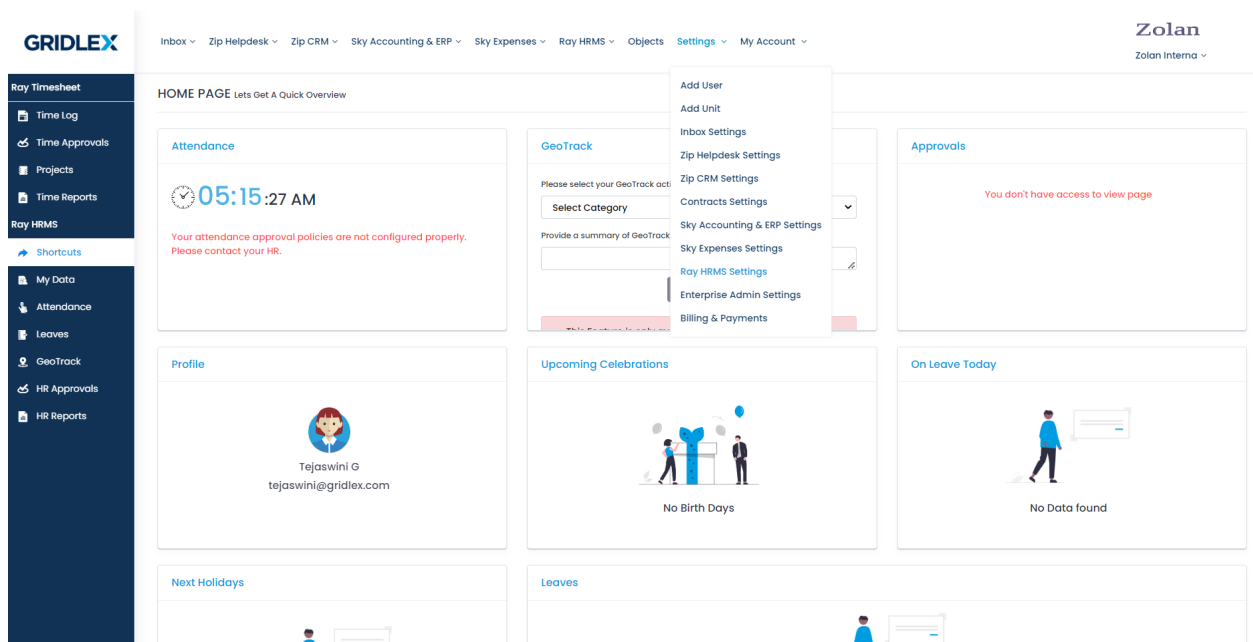 GRIDLEX
Inbox Zip Helpdesk Zip CRM Sky Accounting & ERP Sky Expenses Ray HRMS Objects Settings My Account
Zolan
Zolan Interna
Ray Timesheet
Time Log
Time Approvals
Projects
Time Reports
Ray HRMS
Shortcuts
My Data
Attendance
Leaves
GeoTrack
HR Approvals
HR Reports
Add User
Add Unit
Inbox Settings
Zip Helpdesk Settings
Zip CRM Settings
Contracts Settings
Sky Accounting & ERP Settings
Sky Expenses Settings
Ray HRMS Settings
Enterprise Admin Settings
Billing & Payments
HOME PAGE Lets Get A Quick Overview
Attendance
05:15:27 AM
Your attendance approval policies are not configured properly.
Please contact your HR.
GeoTrack
Please select your GeoTrack
Select Category
Provide a summary of GeoTrack
Approvals
You don't have access to view page
Profile
Tejaswini G
tejaswini@gridlex.com
Upcoming Celebrations
No Birth Days
On Leave Today
No Data found
Next Holidays
Leaves